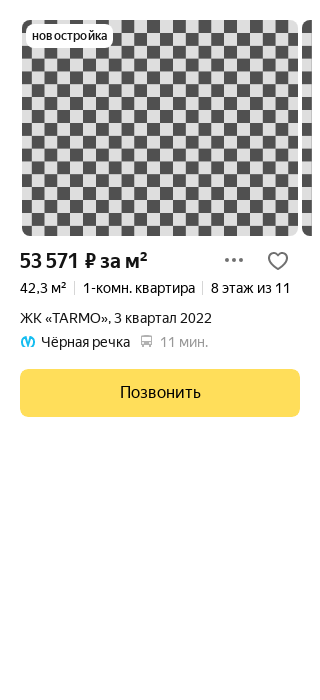 новостройка
53 571 ₽ за м²
42,3 м² 1-комн. квартира 8 этаж из 11
ЖК «TARMO», 3 квартал 2022
Чёрная речка 11 мин.
Позвонить